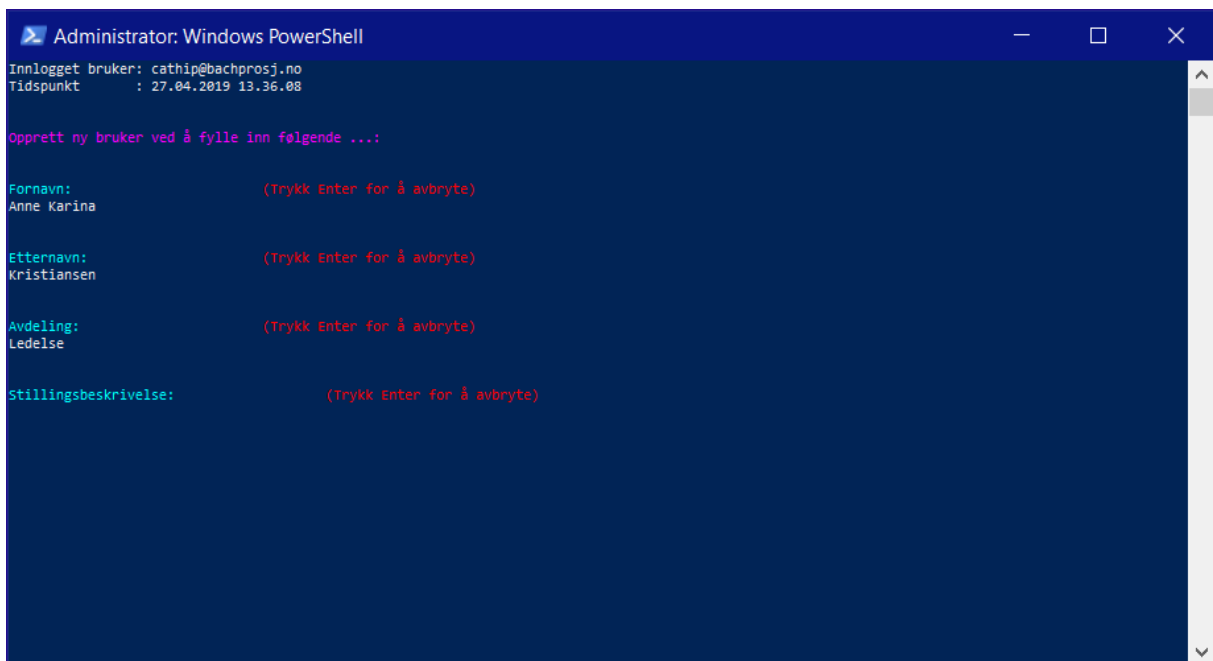 Administrator: Windows PowerShell
Innlogget bruker: cathip@bachprosj.no
Tidspunkt : 27.04.2019 13.36.08
Opprett ny bruker ved å fylle inn følgende ...:
Fornavn: (Trykk Enter for å avbryte)
Anne Karina
Etternavn: (Trykk Enter for å avbryte)
Kristiansen
Avdeling: (Trykk Enter for å avbryte)
Ledelse
Stillingsbeskrivelse: (Trykk Enter for å avbryte)